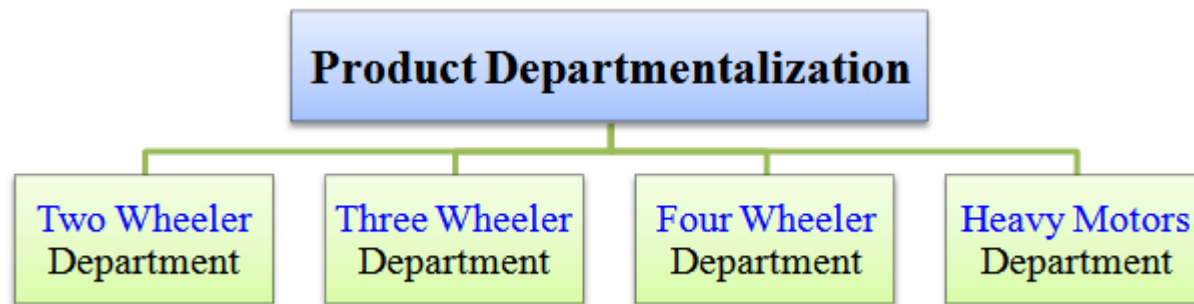 Product Departmentalization
Two Wheeler
Department
Three Wheeler
Department
Four Wheeler
Department
Heavy Motors
Department